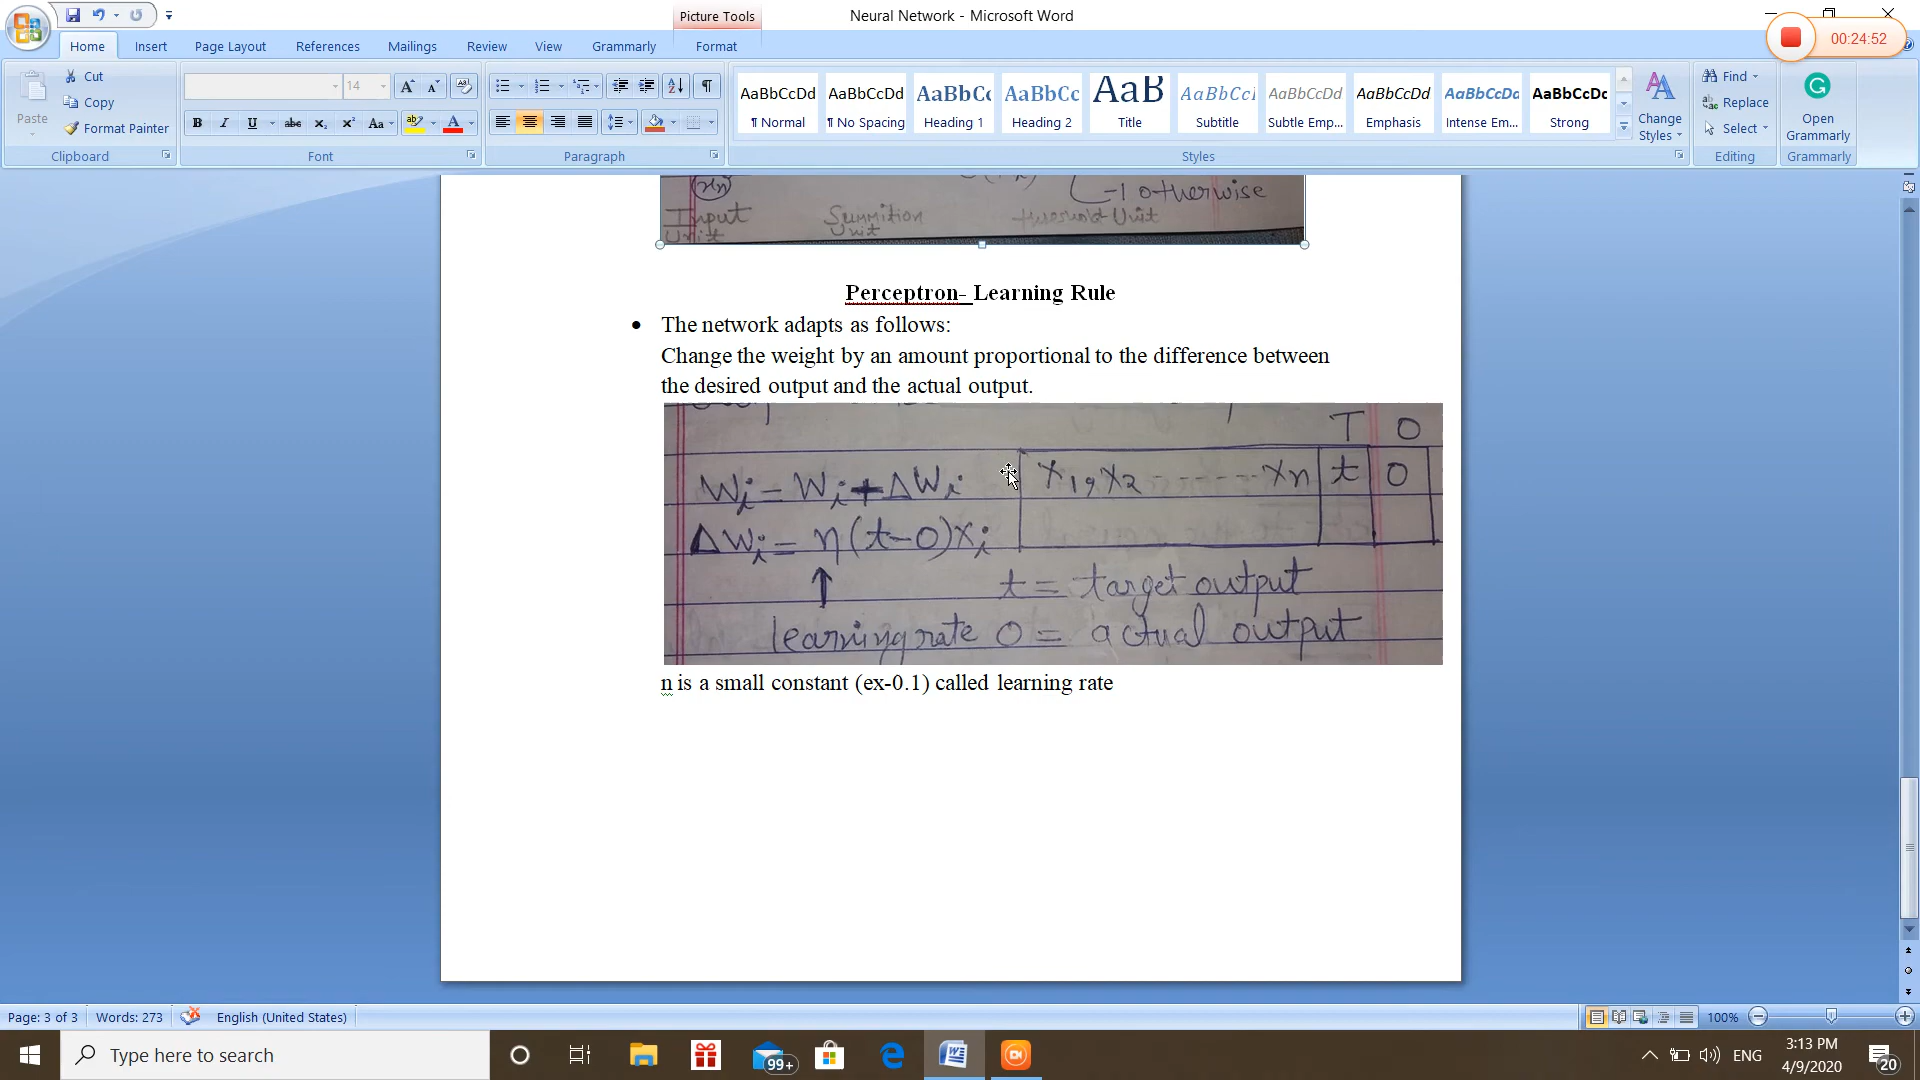 Picture Tools
Neural Network - Microsoft Word
00:24:52
Home Insert Page Layout References Mailings Review View Grammarly Format
Paste
Cut
Copy
Format Painter
Clipboard
14
Font
Paragraph
AaBbCcDd AaBbCcDd AaBbCc AaBbCc AaB AaBbCcI AaBbCcDd AaBbCcDd AaBbCcDc AaBbCcDc
¶ Normal ¶ No Spacing Heading 1 Heading 2 Title Subtitle Subtle Emp... Emphasis Intense Em... Strong
Change Styles
Styles
Find
Replace
Select
Editing
Open Grammarly
Grammarly
-1 otherwise
Input Summition threshold Unit
Unit Unit
Perceptron- Learning Rule
• The network adapts as follows:
Change the weight by an amount proportional to the difference between
the desired output and the actual output.
T O
Wi = Wi + ΔWi X1, X2 ------ Xn t 0
ΔWi = η(t-0)xi
↑ t = target output
learning rate 0 = actual output
n is a small constant (ex-0.1) called learning rate
Page: 3 of 3 Words: 273 English (United States) 100%
Type here to search
99+
ENG
3:13 PM
4/9/2020
20